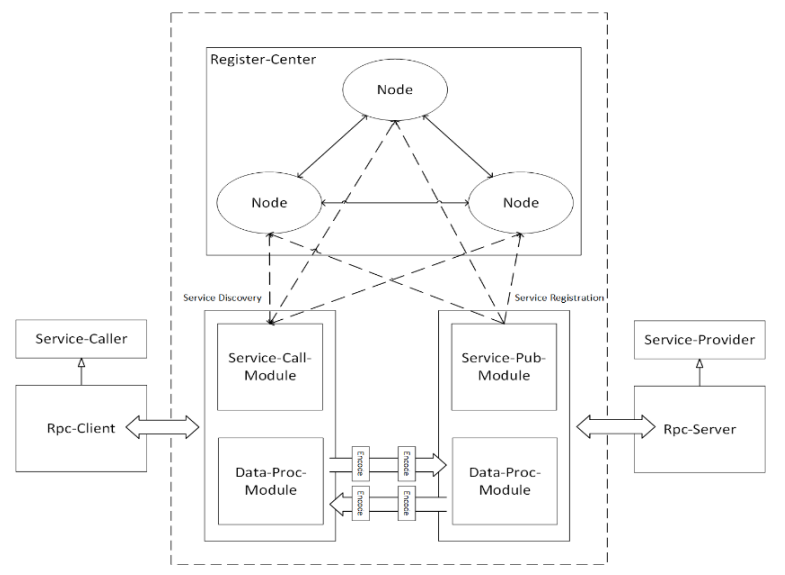 Register-Center
Node
Node
Node
Service Discovery
Service Registration
Service-Caller
Rpc-Client
Service-Call-
Module
Data-Proc-
Module
Encode
Encode
Encode
Encode
Service-Pub-
Module
Data-Proc-
Module
Service-Provider
Rpc-Server